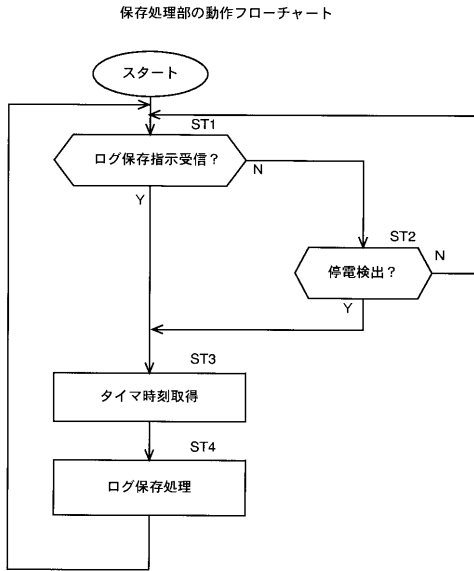 保存処理部の動作フローチャート
スタート
ST1
ログ保存指示受信？
N
Y
ST2
停電検出？
N
Y
ST3
タイマ時刻取得
ST4
ログ保存処理